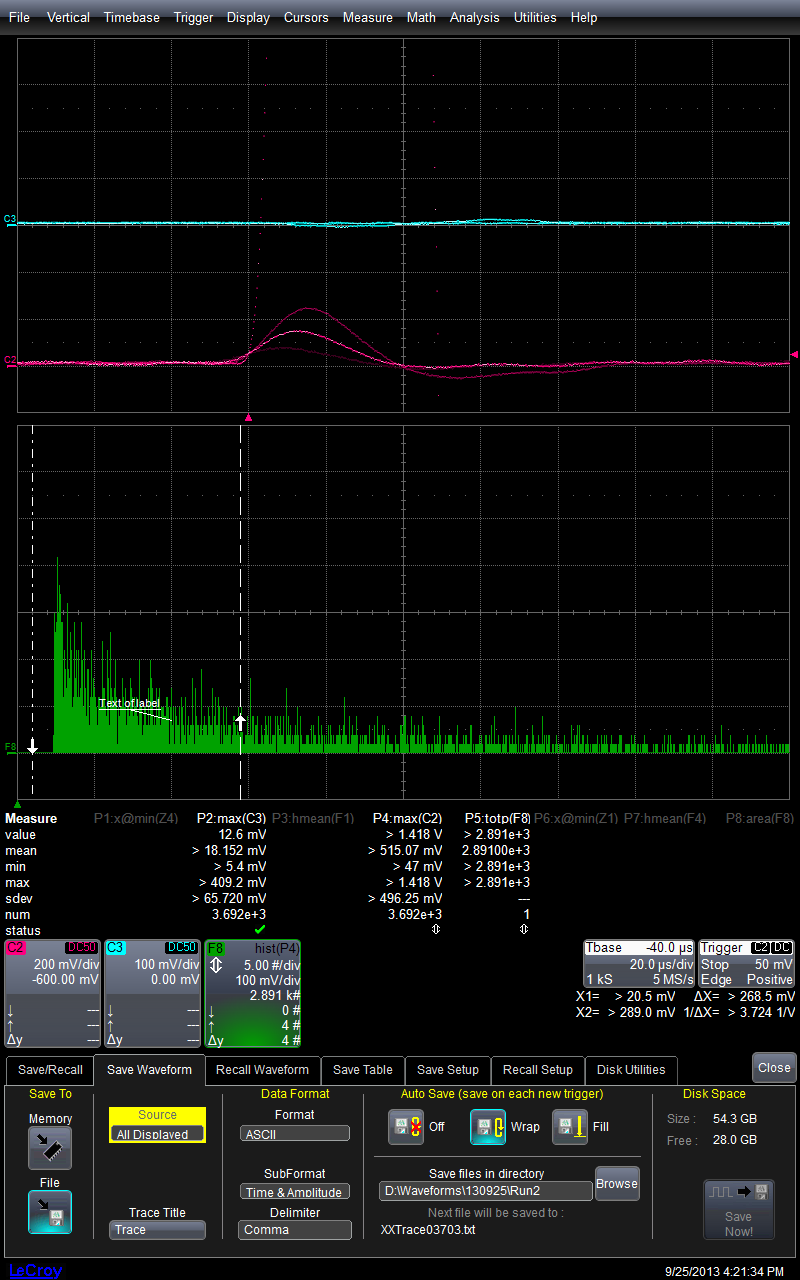 File Vertical Timebase Trigger Display Cursors Measure Math Analysis Utilities Help
C3
C2
Text of label
F8
Measure P1:x@min(Z4) P2:max(C3) P3:hmean(F1) P4:max(C2) P5:totp(F8) P6:x@min(Z1) P7:hmean(F4) P8:area(F8)
value 12.6 mV > 1.418 V > 2.891e+3
mean > 18.152 mV > 515.07 mV 2.89100e+3
min > 5.4 mV > 47 mV > 2.891e+3
max > 409.2 mV > 1.418 V > 2.891e+3
sdev > 65.720 mV > 496.25 mV ---
num 3.692e+3 3.692e+3 1
status
C2 DC50 C3 DC50 F8 hist(P4) Tbase -40.0 µs Trigger C2 DC
200 mV/div 100 mV/div 5.00 #/div 20.0 µs/div Stop 50 mV
-600.00 mV 0.00 mV 100 mV/div 1 kS 5 MS/s Edge Positive
2.891 k#
X1= > 20.5 mV ΔX= > 268.5 mV
--- --- 0 #
X2= > 289.0 mV 1/ΔX= > 3.724 1/V
--- --- 4 #
Δy --- Δy --- Δy 4 #
Save/Recall Save Waveform Recall Waveform Save Table Save Setup Recall Setup Disk Utilities Close
Save To Data Format Auto Save (save on each new trigger) Disk Space
Memory Source Format Off Wrap Fill Size : 54.3 GB
All Displayed ASCII Free : 28.0 GB
File SubFormat Save files in directory
Time & Amplitude D:\Waveforms\130925\Run2 Browse
Trace Title Delimiter Next file will be saved to : Save
Trace Comma XXTrace03703.txt Now!
LeCroy 9/25/2013 4:21:34 PM